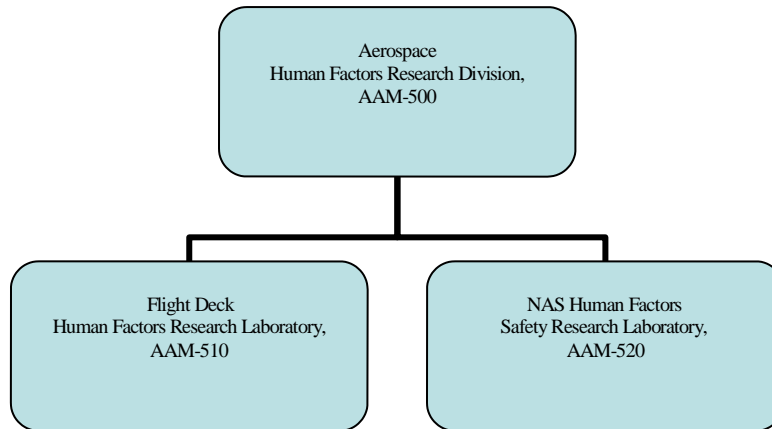 Aerospace
Human Factors Research Division,
AAM-500
Flight Deck
Human Factors Research Laboratory,
AAM-510
NAS Human Factors
Safety Research Laboratory,
AAM-520